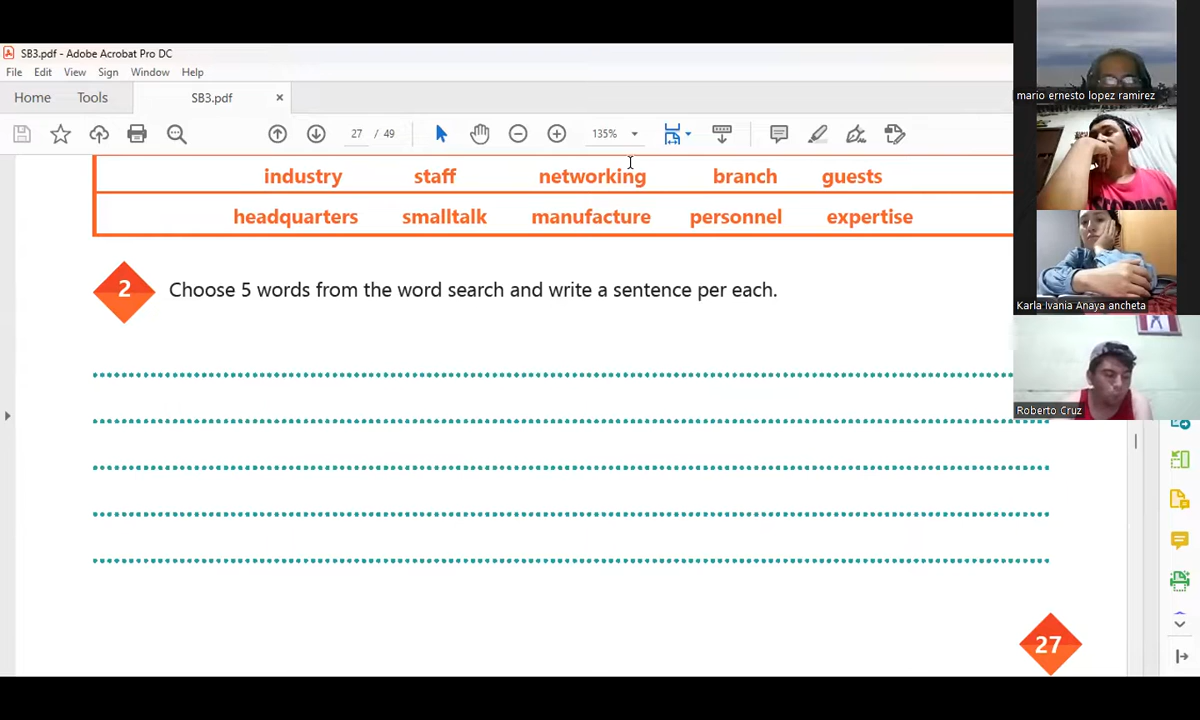 SB3.pdf - Adobe Acrobat Pro DC
File Edit View Sign Window Help
Home Tools SB3.pdf ×
27 / 49 135%
industry staff networking branch guests
headquarters smalltalk manufacture personnel expertise
2 Choose 5 words from the word search and write a sentence per each.
27
mario ernesto lopez ramirez
Karla Ivania Anaya ancheta
Roberto Cruz